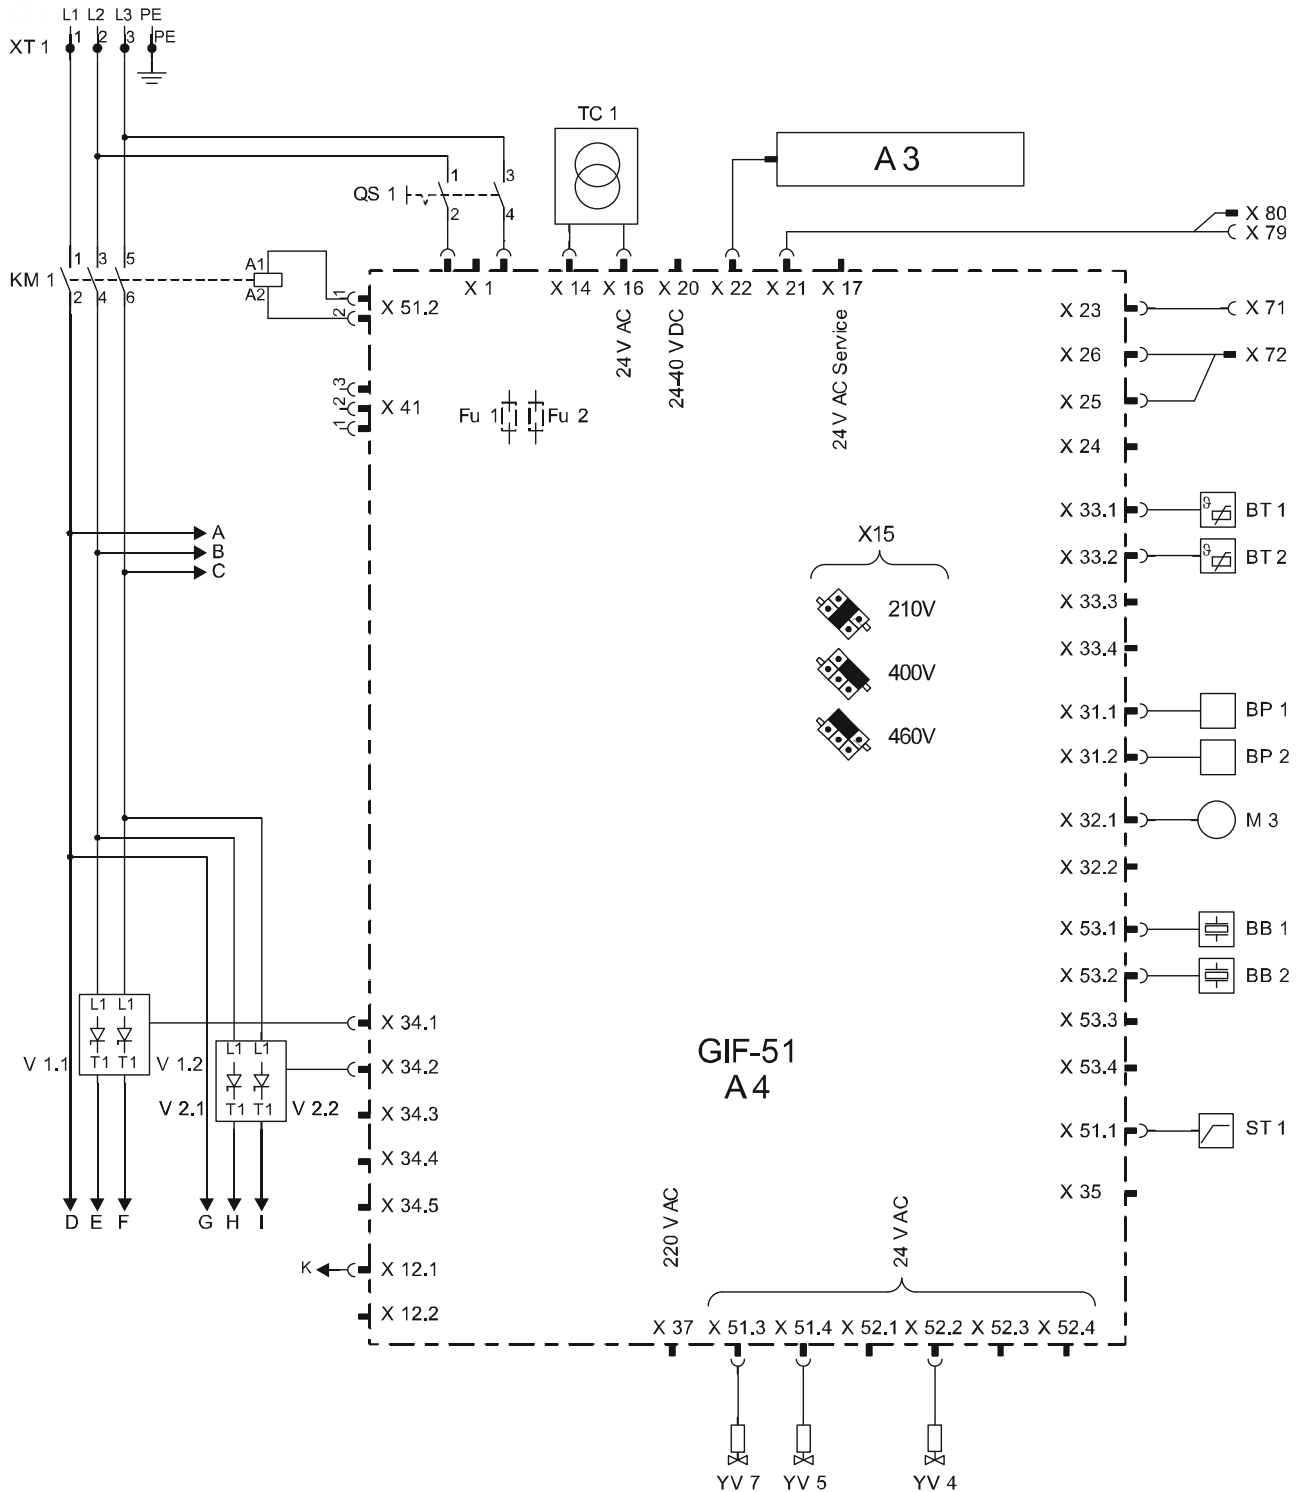 L1 L2 L3 PE
XT 1 1 2 3 PE
TC 1
A 3
QS 1 1 3
2 4
X 80
X 79
KM 1 1 3 5
2 4 6
A1
A2
1
2
X 51.2
X 1 X 14 X 16 X 20 X 22 X 21 X 17
24 V AC
24-40 V DC
24 V AC Service
X 23 X 71
X 26 X 72
X 25
X 24
3
2
1
X 41
Fu 1 Fu 2
A
B
C
X 33.1 ϑ BT 1
X 33.2 ϑ BT 2
X 33.3
X 33.4
X15
210V
400V
460V
X 31.1 BP 1
X 31.2 BP 2
X 32.1 M 3
X 32.2
X 53.1 BB 1
X 53.2 BB 2
X 53.3
X 53.4
X 51.1 ST 1
X 35
L1 L1
V 1.1 T1 T1 V 1.2
L1 L1
V 2.1 T1 T1 V 2.2
X 34.1
X 34.2
X 34.3
X 34.4
X 34.5
GIF-51
A 4
D E F G H I
K X 12.1
X 12.2
220 V AC
24 V AC
X 37 X 51.3 X 51.4 X 52.1 X 52.2 X 52.3 X 52.4
YV 7 YV 5 YV 4